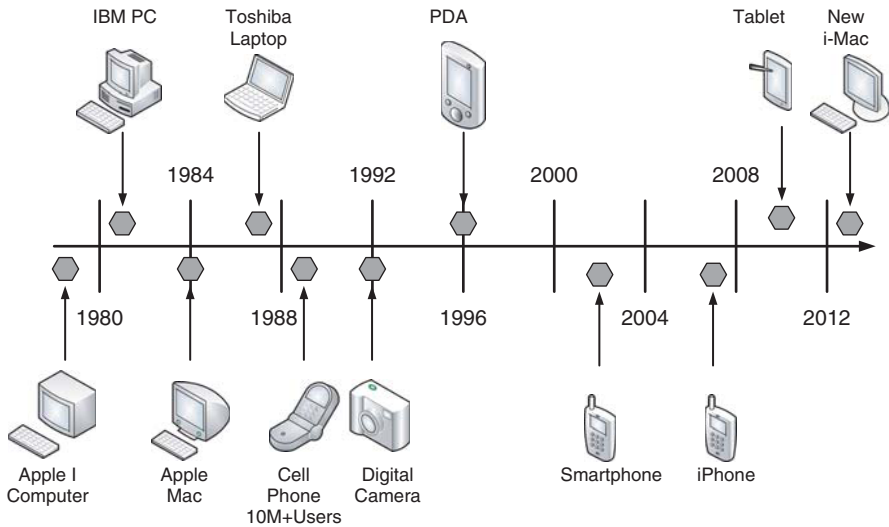 IBM PC
Toshiba
Laptop
PDA
Tablet
New
i-Mac
1984
1992
2000
2008
1980
1988
1996
2004
2012
Apple I
Computer
Apple
Mac
Cell
Phone
10M+Users
Digital
Camera
Smartphone
iPhone